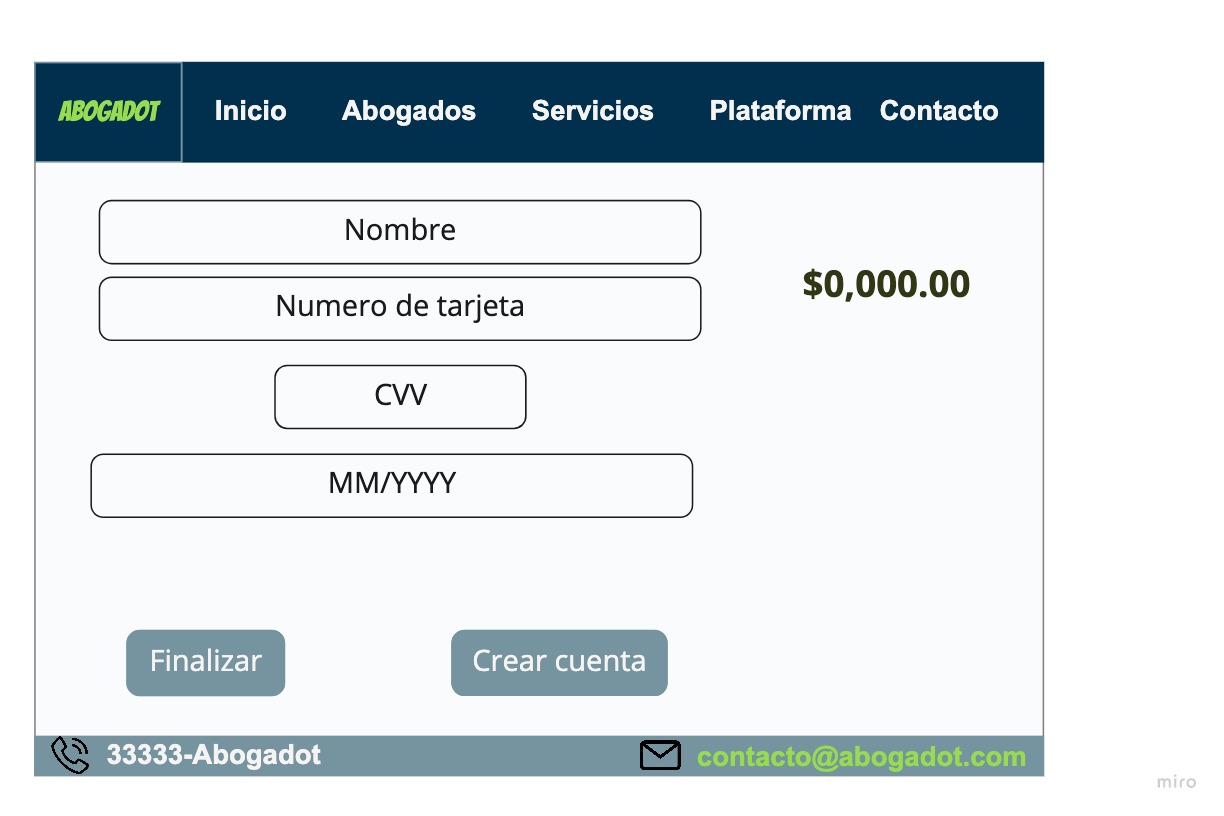 ABOGADOT Inicio Abogados Servicios Plataforma Contacto
Nombre
Numero de tarjeta
$0,000.00
CVV
MM/YYYY
Finalizar Crear cuenta
33333-Abogadot contacto@abogadot.com
miro